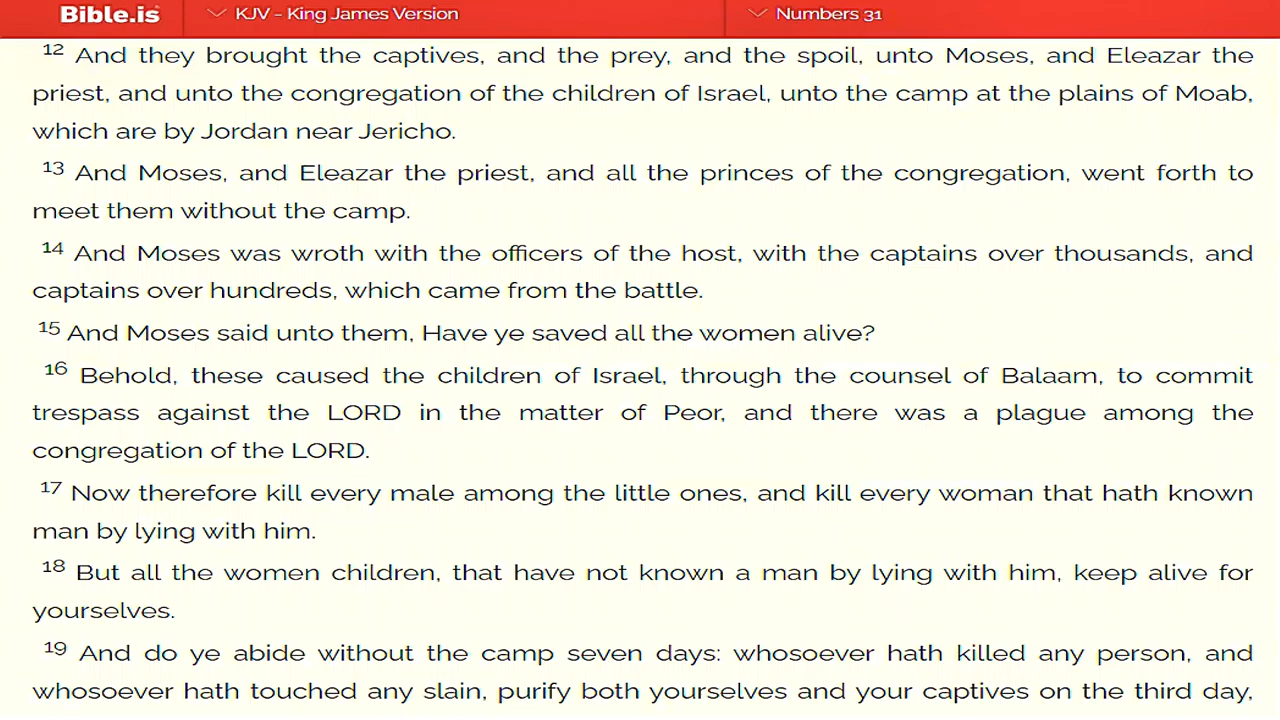 Bible.is KJV - King James Version Numbers 31
12 And they brought the captives, and the prey, and the spoil, unto Moses, and Eleazar the
priest, and unto the congregation of the children of Israel, unto the camp at the plains of Moab,
which are by Jordan near Jericho.
13 And Moses, and Eleazar the priest, and all the princes of the congregation, went forth to
meet them without the camp.
14 And Moses was wroth with the officers of the host, with the captains over thousands, and
captains over hundreds, which came from the battle.
15 And Moses said unto them, Have ye saved all the women alive?
16 Behold, these caused the children of Israel, through the counsel of Balaam, to commit
trespass against the LORD in the matter of Peor, and there was a plague among the
congregation of the LORD.
17 Now therefore kill every male among the little ones, and kill every woman that hath known
man by lying with him.
18 But all the women children, that have not known a man by lying with him, keep alive for
yourselves.
19 And do ye abide without the camp seven days: whosoever hath killed any person, and
whosoever hath touched any slain, purify both yourselves and your captives on the third day,